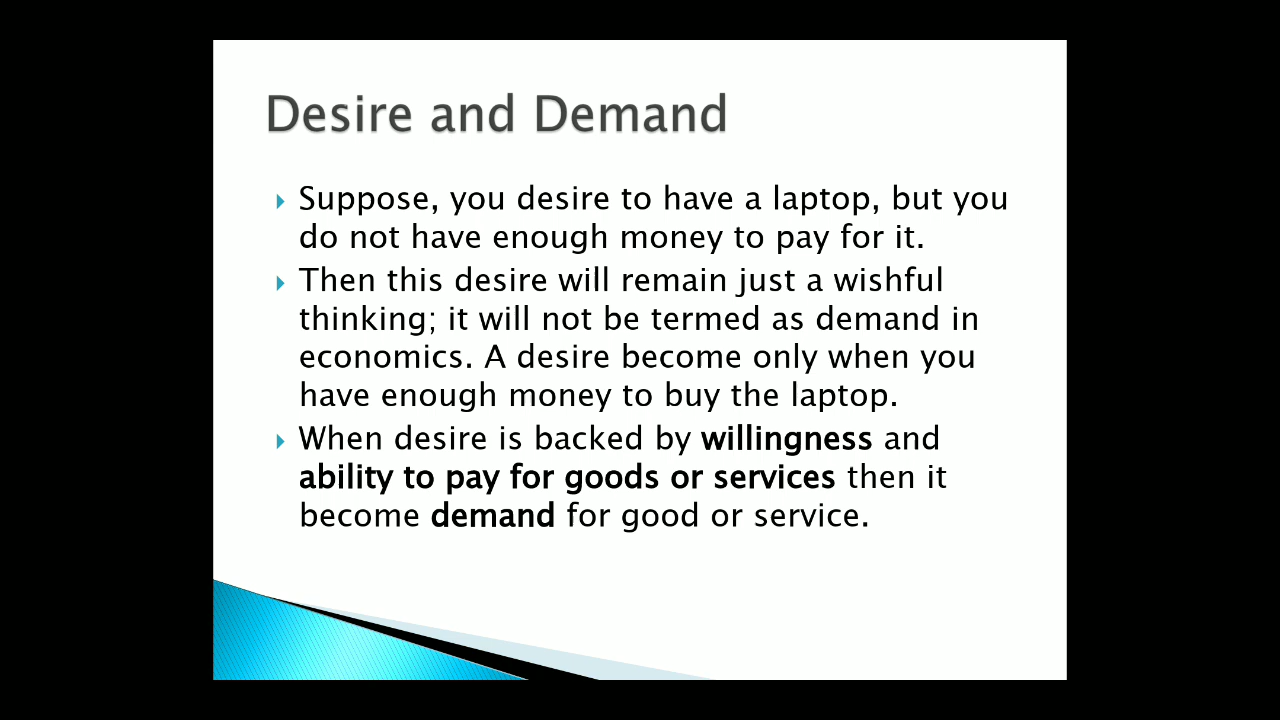 Desire and Demand
Suppose, you desire to have a laptop, but you
do not have enough money to pay for it.
Then this desire will remain just a wishful
thinking; it will not be termed as demand in
economics. A desire become only when you
have enough money to buy the laptop.
When desire is backed by willingness and
ability to pay for goods or services then it
become demand for good or service.